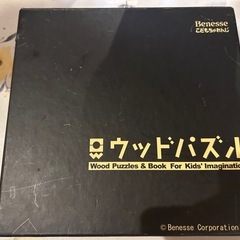 Benesse
こどもちゃれんじ
ウッドパズル
Wood Puzzles & Book For Kids' Imagination
© Benesse Corporation